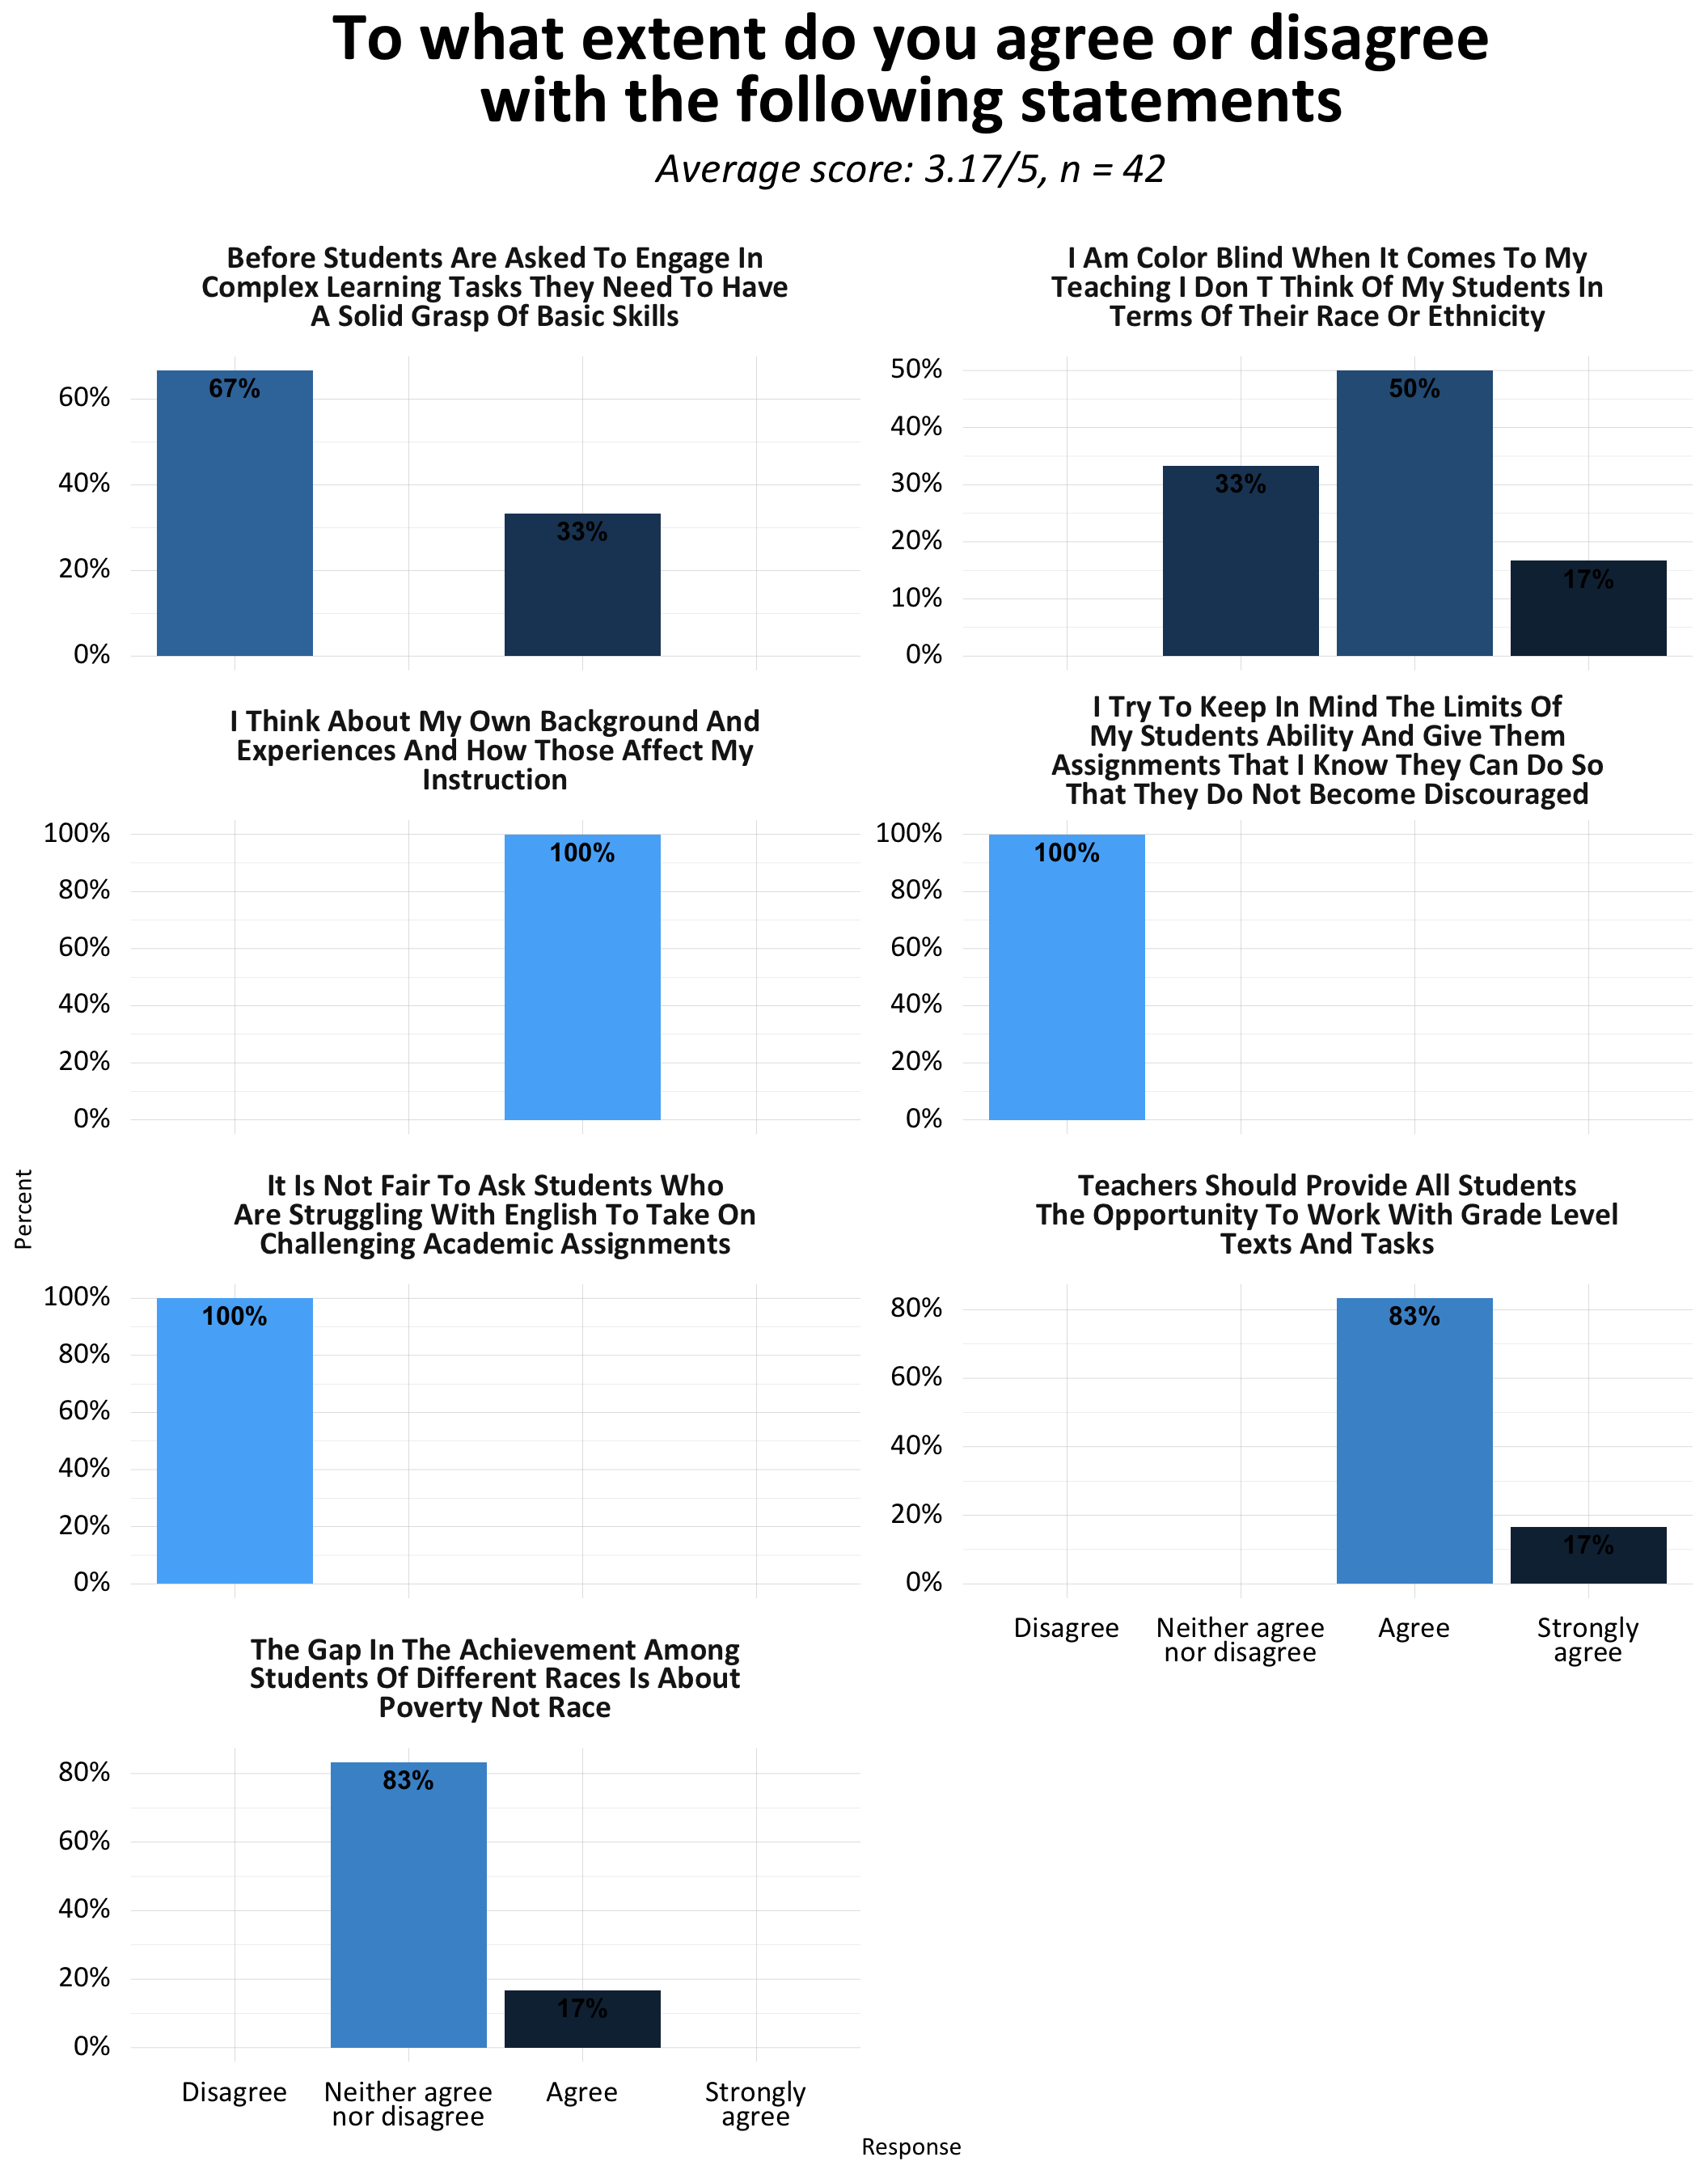 To what extent do you agree or disagree
with the following statements
Average score: 3.17/5, n = 42
Before Students Are Asked To Engage In
Complex Learning Tasks They Need To Have
A Solid Grasp Of Basic Skills
60%
40%
20%
0%
67%
33%
I Am Color Blind When It Comes To My
Teaching I Don T Think Of My Students In
Terms Of Their Race Or Ethnicity
50%
40%
30%
20%
10%
0%
33%
50%
17%
I Think About My Own Background And
Experiences And How Those Affect My
Instruction
100%
80%
60%
40%
20%
0%
100%
I Try To Keep In Mind The Limits Of
My Students Ability And Give Them
Assignments That I Know They Can Do So
That They Do Not Become Discouraged
100%
80%
60%
40%
20%
0%
100%
Percent
It Is Not Fair To Ask Students Who
Are Struggling With English To Take On
Challenging Academic Assignments
100%
80%
60%
40%
20%
0%
100%
Teachers Should Provide All Students
The Opportunity To Work With Grade Level
Texts And Tasks
80%
60%
40%
20%
0%
83%
17%
Disagree
Neither agree
nor disagree
Agree
Strongly
agree
The Gap In The Achievement Among
Students Of Different Races Is About
Poverty Not Race
80%
60%
40%
20%
0%
83%
17%
Disagree
Neither agree
nor disagree
Agree
Strongly
agree
Response